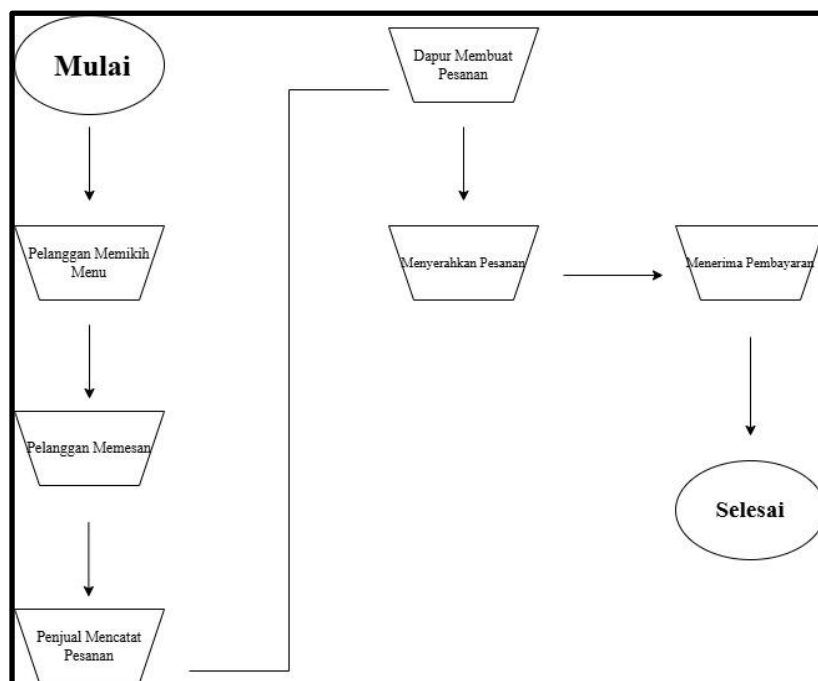 Mulai
Pelanggan Memikih
Menu
Pelanggan Memesan
Penjual Mencatat
Pesanan
Dapur Membuat
Pesanan
Menyerahkan Pesanan
Menerima Pembayaran
Selesai